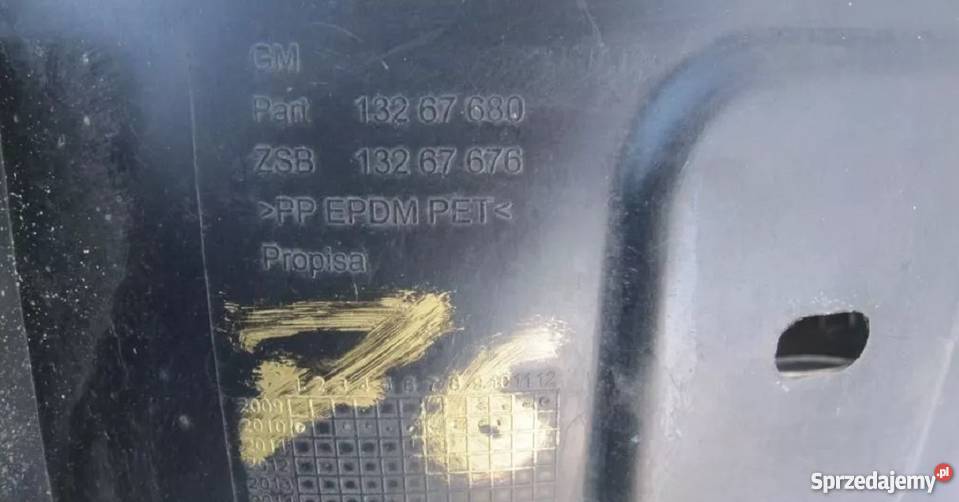 GM
Part 132 67 680
ZSB 132 67 676
>PP EPDM PET<
Propisa
76
1 2 3 4 5 6 7 8 9 10 11 12
2009
2010
2011
2012
2013
Sprzedajemy.pl